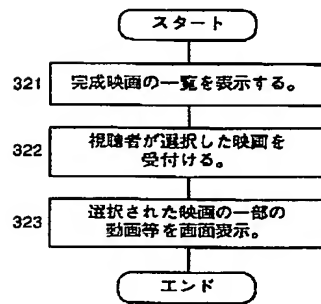 スタート
321 完成映画の一覧を表示する。
322 視聴者が選択した映画を
受付ける。
323 選択された映画の一部の
動画等を画面表示。
エンド